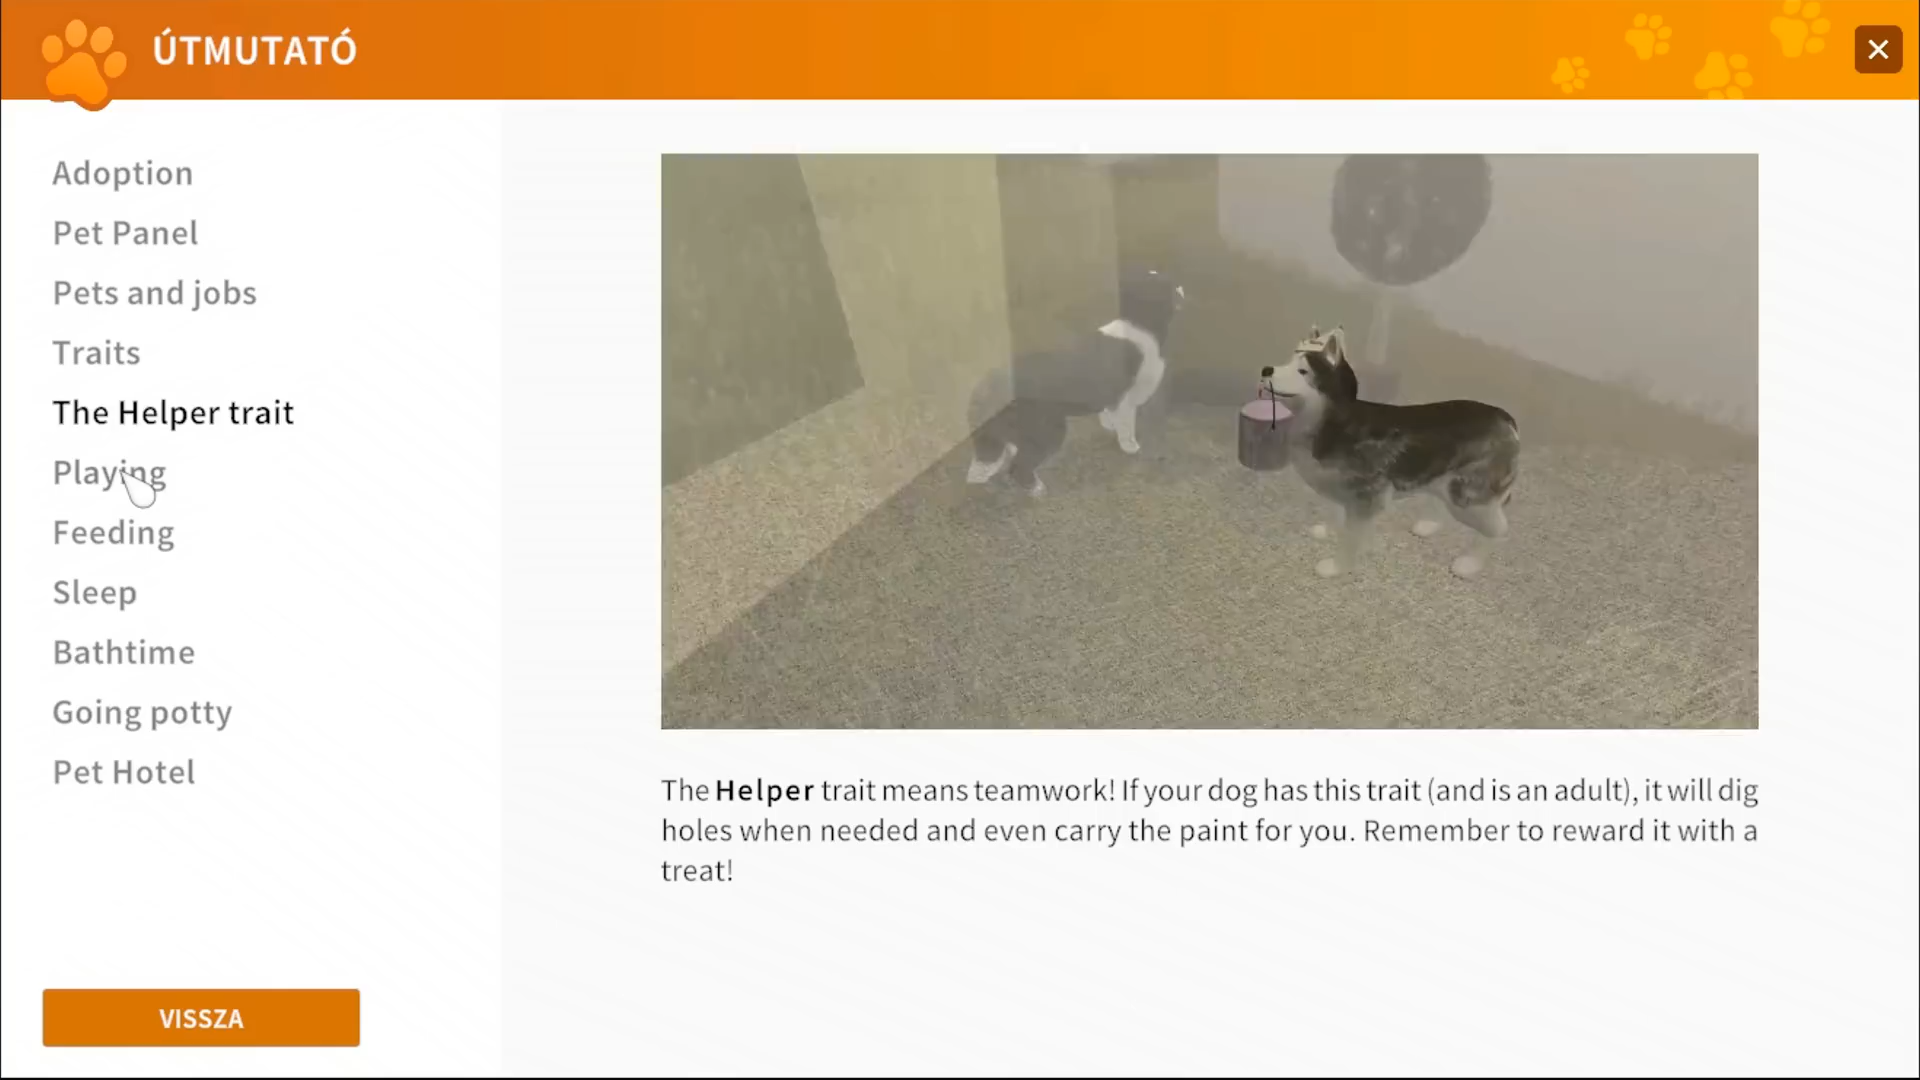 ÚTMUTATÓ
Adoption
Pet Panel
Pets and jobs
Traits
The Helper trait
Playing
Feeding
Sleep
Bathtime
Going potty
Pet Hotel
VISSZA
The Helper trait means teamwork! If your dog has this trait (and is an adult), it will dig
holes when needed and even carry the paint for you. Remember to reward it with a
treat!